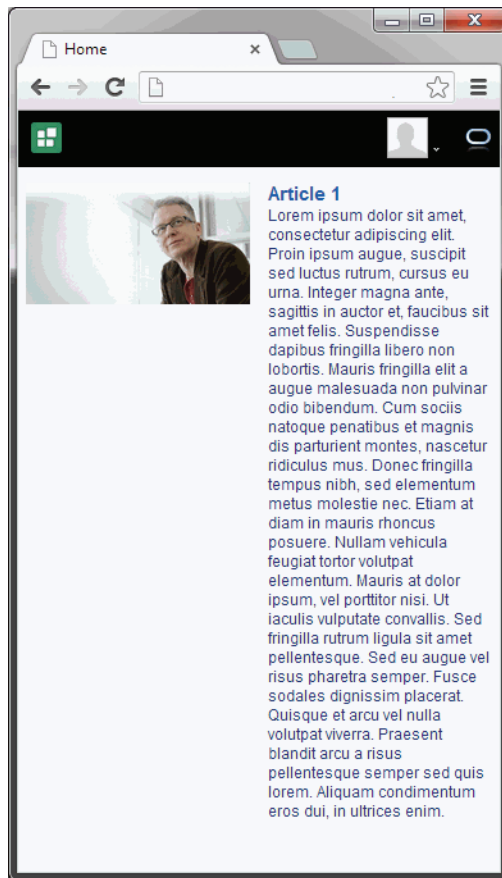 Home
Article 1
Lorem ipsum dolor sit amet,
consectetur adipiscing elit.
Proin ipsum augue, suscipit
sed luctus rutrum, cursus eu
urna. Integer magna ante,
sagittis in auctor et, faucibus sit
amet felis. Suspendisse
dapibus fringilla libero non
lobortis. Mauris fringilla elit a
augue malesuada non pulvinar
odio bibendum. Cum sociis
natoque penatibus et magnis
dis parturient montes, nascetur
ridiculus mus. Donec fringilla
tempus nibh, sed elementum
metus molestie nec. Etiam at
diam in mauris rhoncus
posuere. Nullam vehicula
feugiat tortor volutpat
elementum. Mauris at dolor
ipsum, vel porttitor nisi. Ut
iaculis vulputate convallis. Sed
fringilla rutrum ligula sit amet
pellentesque. Sed eu augue vel
risus pharetra semper. Fusce
sodales dignissim placerat.
Quisque et arcu vel nulla
volutpat viverra. Praesent
blandit arcu a risus
pellentesque semper sed quis
lorem. Aliquam condimentum
eros dui, in ultrices enim.